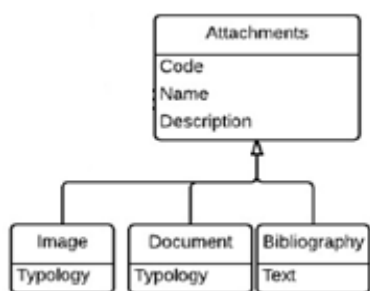 Attachments
Code
Name
Description
Image
Typology
Document
Typology
Bibliography
Text